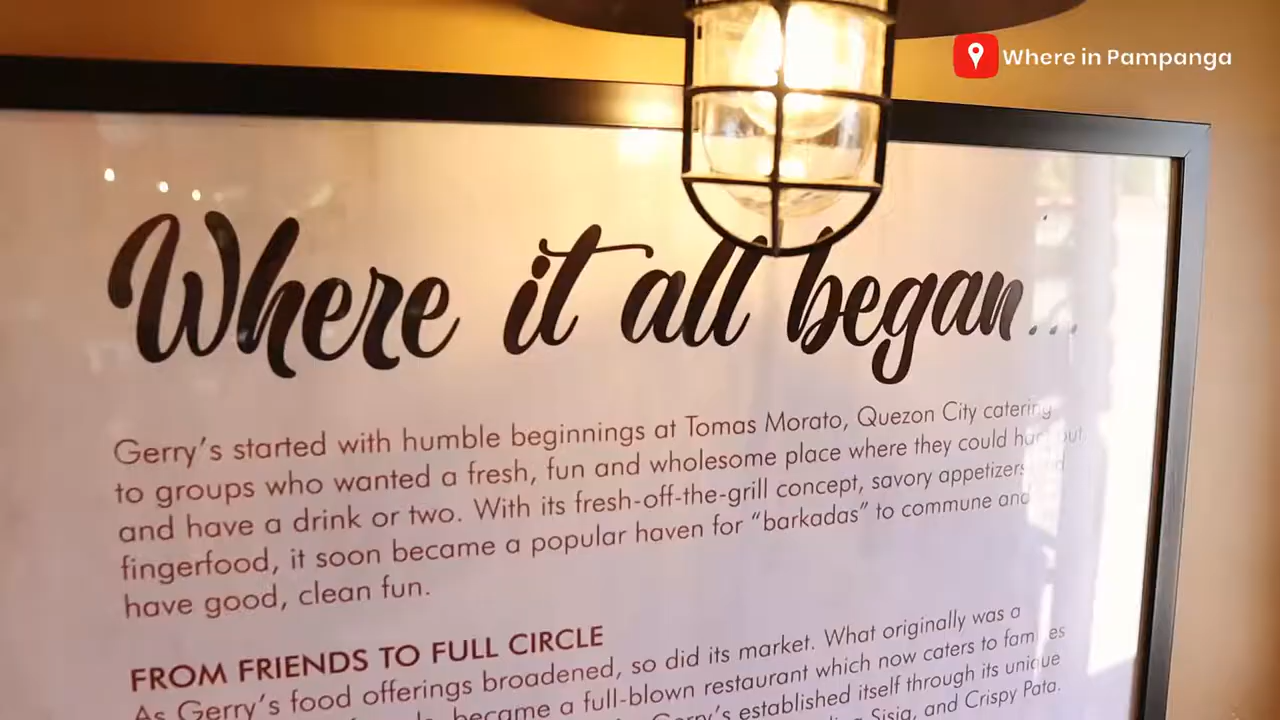 Where in Pampanga
Where it all began...
Gerry's started with humble beginnings at Tomas Morato, Quezon City catering
to groups who wanted a fresh, fun and wholesome place where they could hang out
and have a drink or two. With its fresh-off-the-grill concept, savory appetizers and
fingerfood, it soon became a popular haven for “barkadas” to commune and
have good, clean fun.
FROM FRIENDS TO FULL CIRCLE
As Gerry's food offerings broadened, so did its market. What originally was a
became a full-blown restaurant which now caters to families
Gerry's established itself through its unique
Sisig, and Crispy Pata.